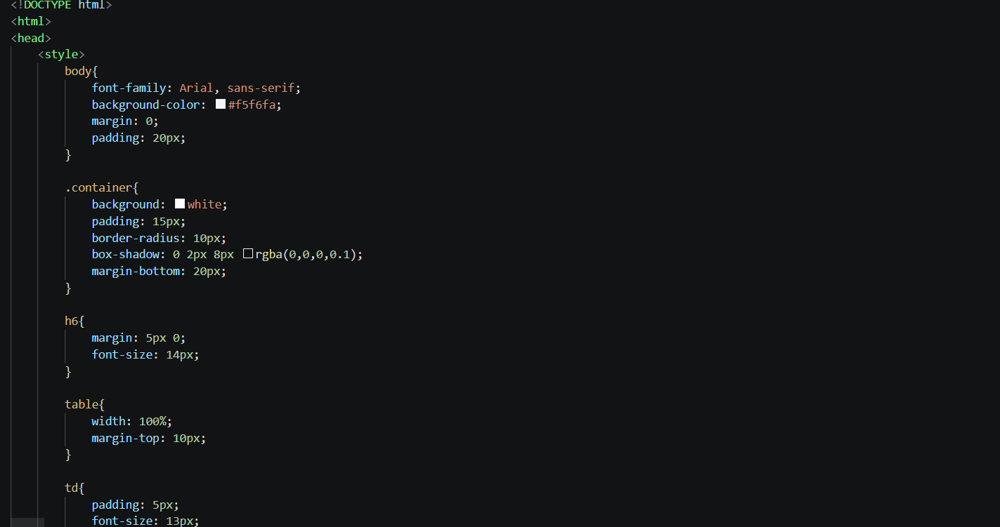 <!DOCTYPE html>
<html>
<head>
<style>
body{
font-family: Arial, sans-serif;
background-color: #f5f6fa;
margin: 0;
padding: 20px;
}
.container{
background: white;
padding: 15px;
border-radius: 10px;
box-shadow: 0 2px 8px rgba(0,0,0,0.1);
margin-bottom: 20px;
}
h6{
margin: 5px 0;
font-size: 14px;
}
table{
width: 100%;
margin-top: 10px;
}
td{
padding: 5px;
font-size: 13px;